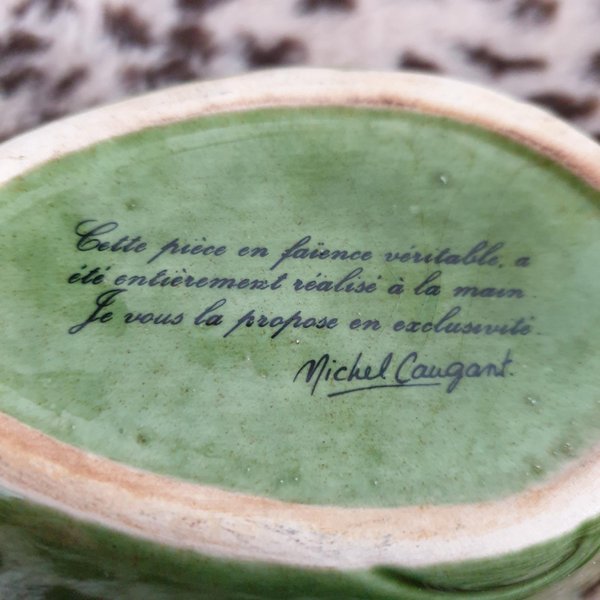 Cette pièce en faïence véritable, a
été entièrement réalisé à la main.
Je vous la propose en exclusivité.
Michel Caugant.